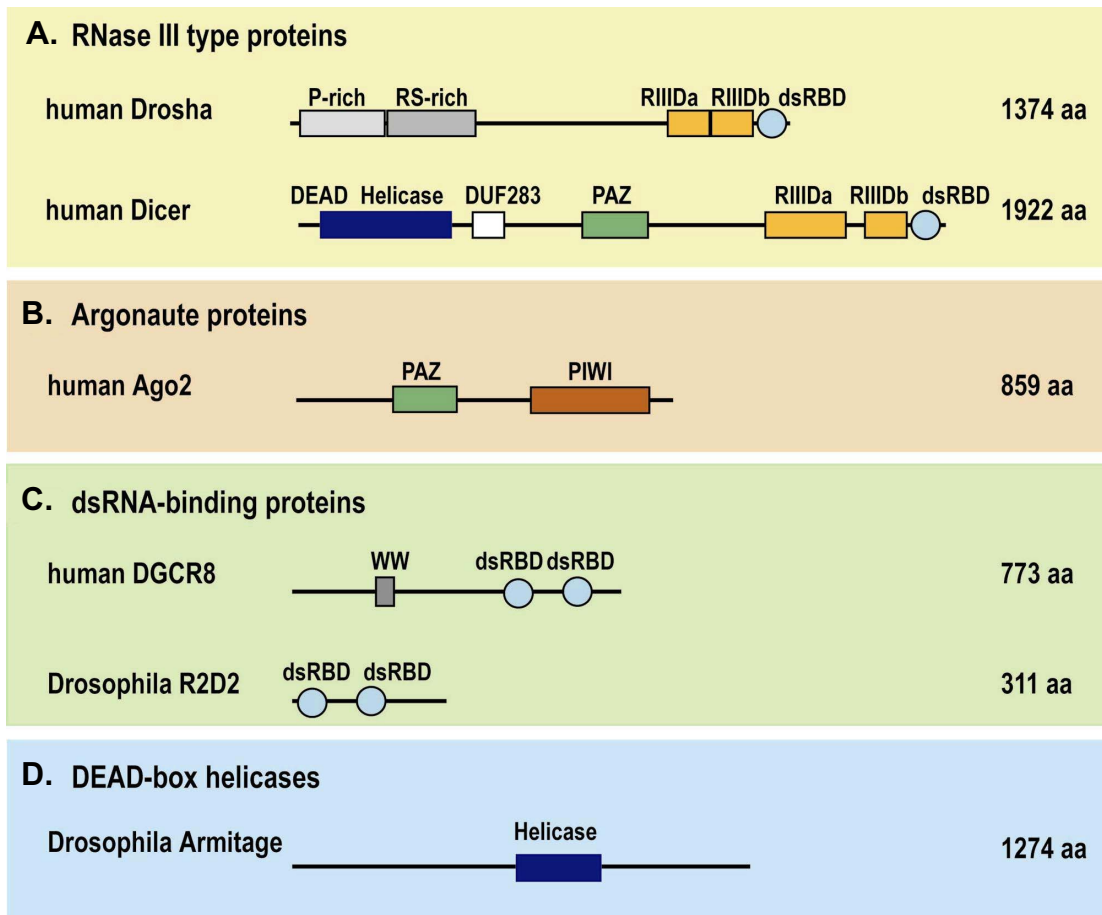 A. RNase III type proteins
human Drosha
P-rich RS-rich RIIIDa RIIIDb dsRBD
1374 aa
human Dicer
DEAD Helicase DUF283 PAZ RIIIDa RIIIDb dsRBD
1922 aa
B. Argonaute proteins
human Ago2
PAZ PIWI
859 aa
C. dsRNA-binding proteins
human DGCR8
WW dsRBD dsRBD
773 aa
Drosophila R2D2
dsRBD dsRBD
311 aa
D. DEAD-box helicases
Drosophila Armitage
Helicase
1274 aa